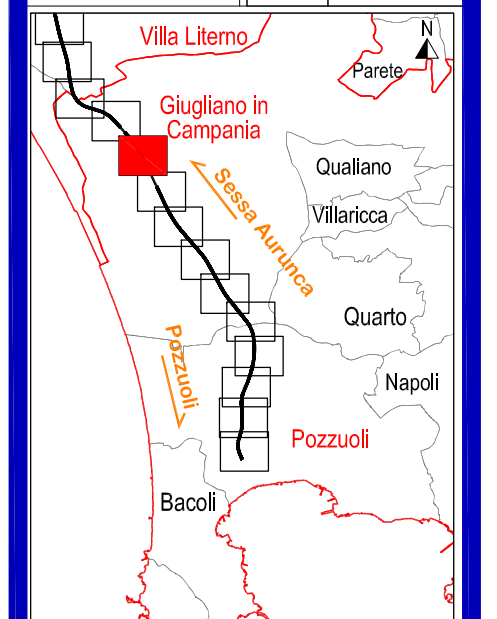 Villa Literno
N
Parete
Giugliano in
Campania
Qualiano
Sessa Aurunca
Villaricca
Quarto
Pozzuoli
Napoli
Pozzuoli
Bacoli